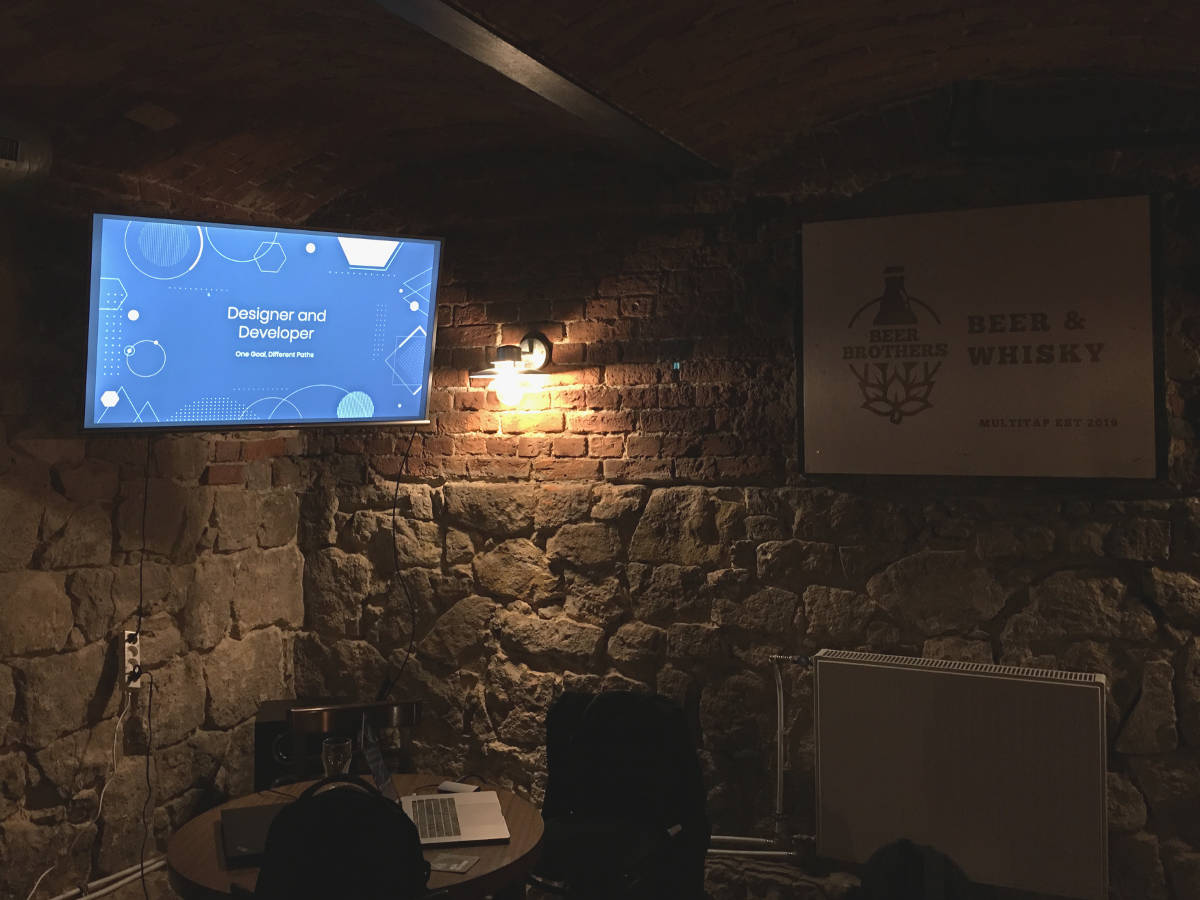 Designer and
Developer
One Goal, Different Paths
BEER
BROTHERS
BEER &
WHISKY
MULTITAP EST 2019